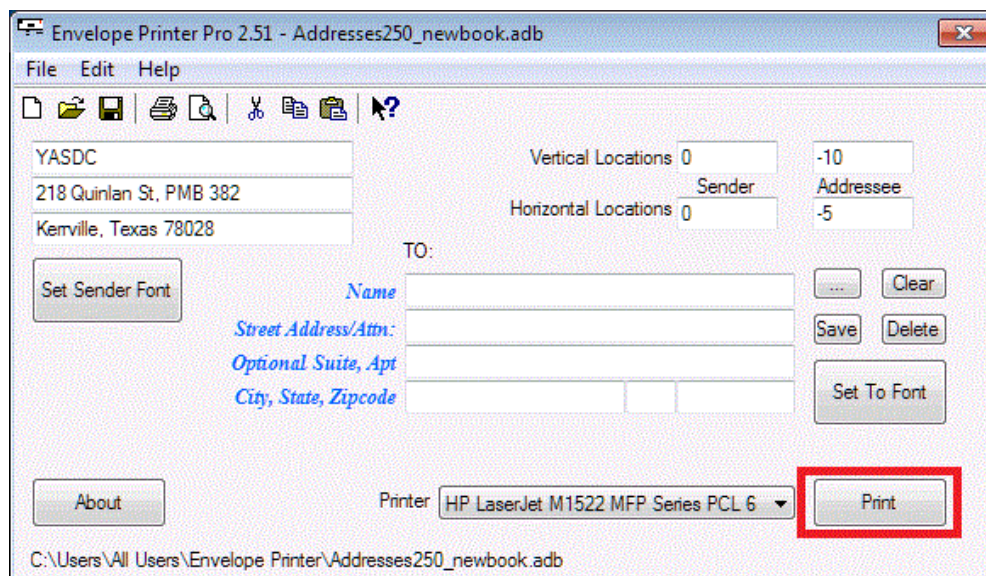 Envelope Printer Pro 2.51 - Addresses250_newbook.adb
File Edit Help
YASDC
218 Quinlan St, PMB 382
Kerrville, Texas 78028
Vertical Locations 0 -10
Sender Addressee
Horizontal Locations 0 -5
TO:
Set Sender Font
Name
... Clear
Street Address/Attn:
Save Delete
Optional Suite, Apt
City, State, Zipcode
Set To Font
About
Printer HP LaserJet M1522 MFP Series PCL 6
Print
C:\Users\All Users\Envelope Printer\Addresses250_newbook.adb